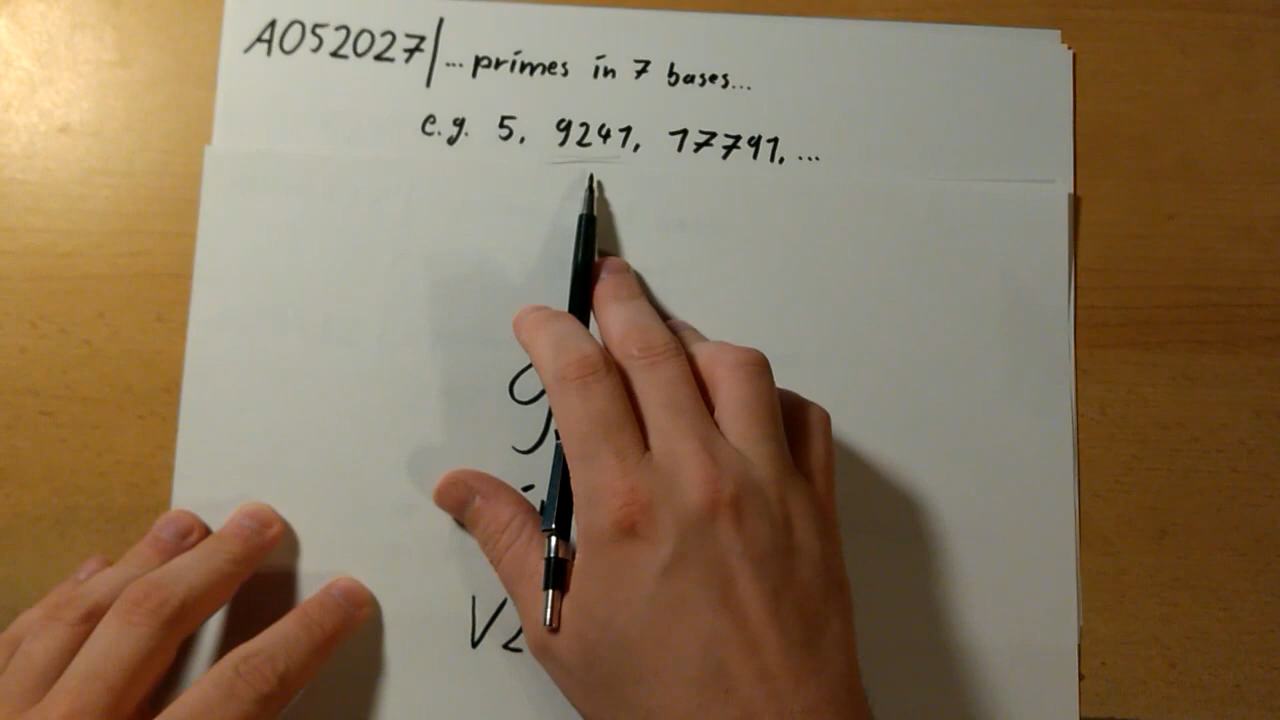 A052027 | ... primes in 7 bases...
e.g. 5, 9241, 17791, ...